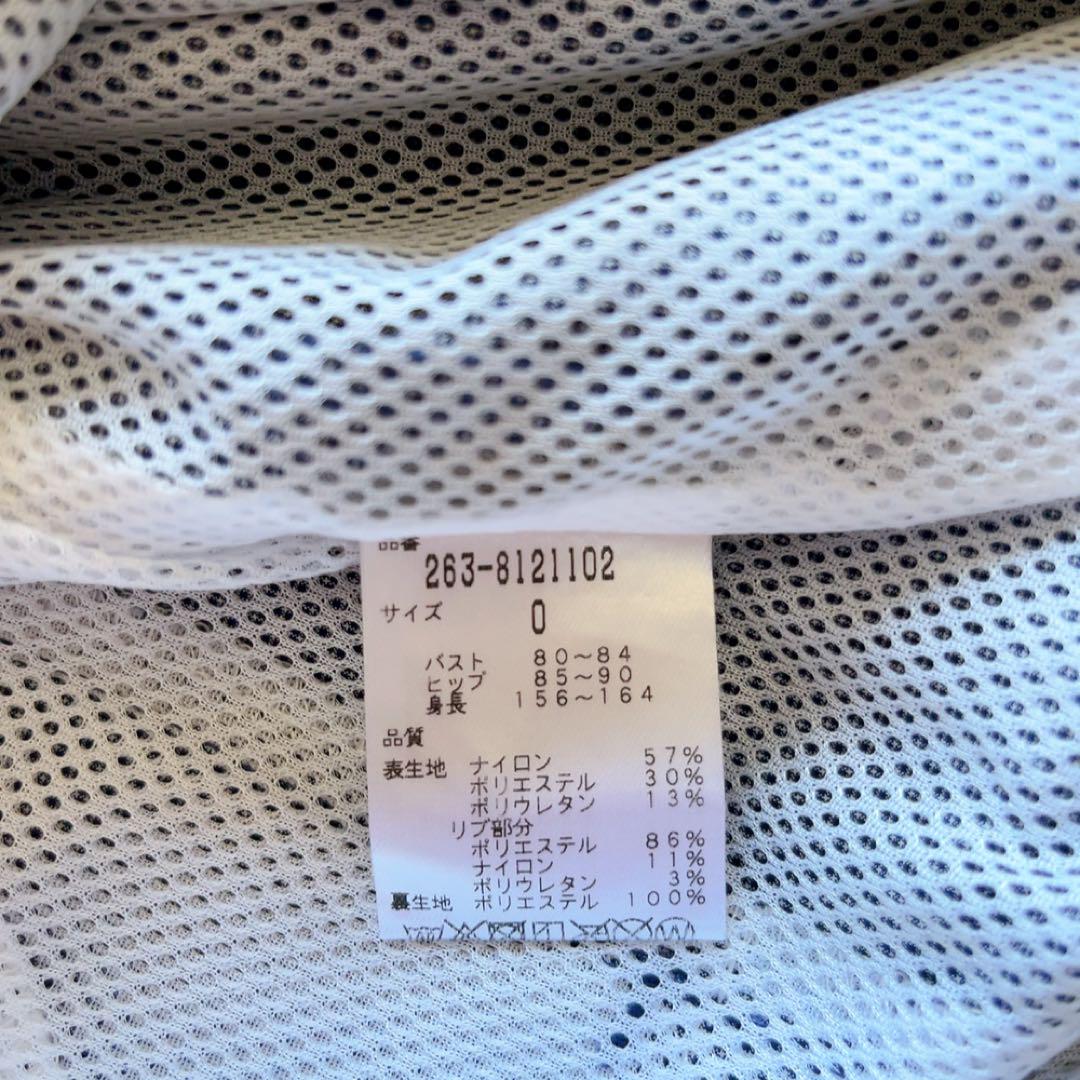 品番
263-8121102
サイズ 0
バスト 80~84
ヒップ 85~90
身長 156~164
品質
表生地 ナイロン 57%
ポリエステル 30%
ポリウレタン 13%
リブ部分
ポリエステル 86%
ナイロン 11%
ポリウレタン 3%
裏生地 ポリエステル 100%